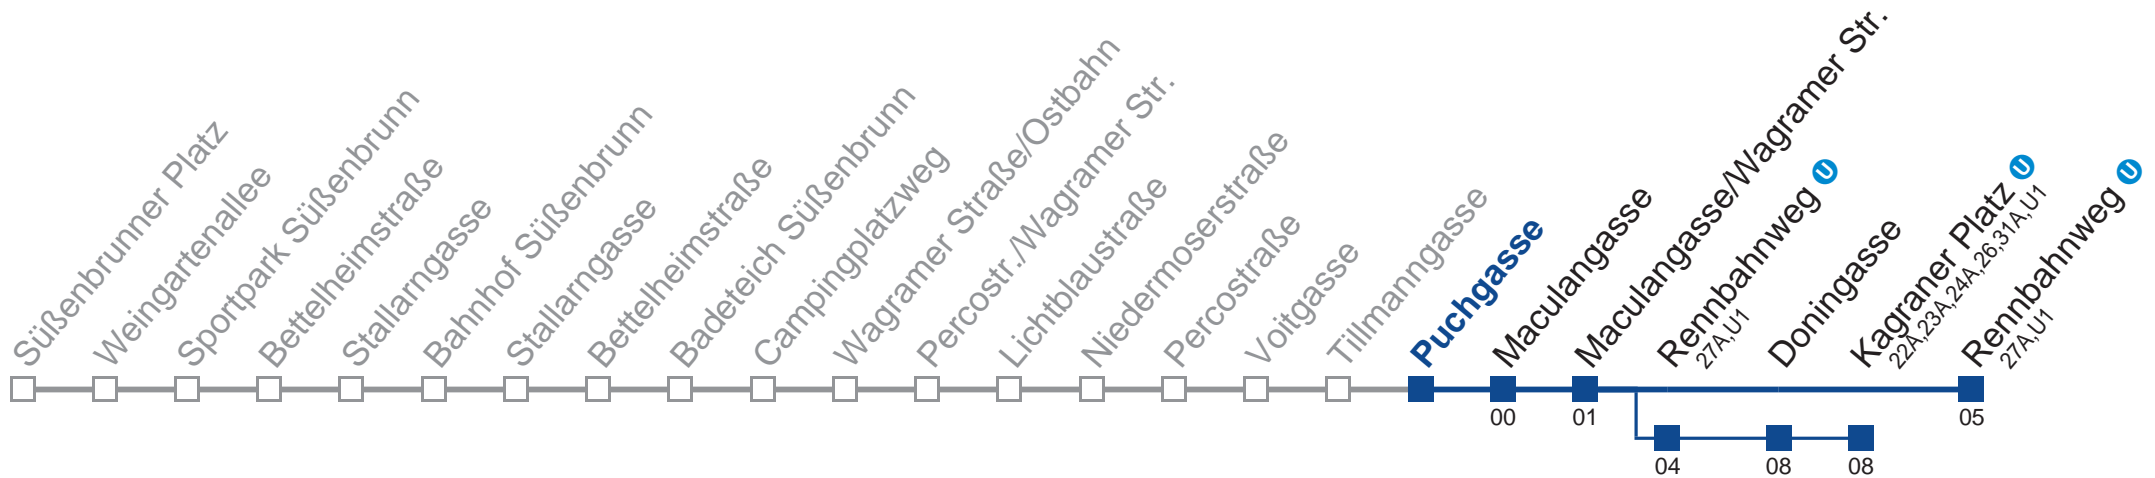 Süßenbrunner Platz
Weingartenallee
Sportpark Süßenbrunn
Bettelheimstraße
Stallarngasse
Bahnhof Süßenbrunn
Stallarngasse
Bettelheimstraße
Badeteich Süßenbrunn
Campingplatzweg
Wagramer Straße/Ostbahn
Percostr./Wagramer Str.
Lichtblaustraße
Niedermoserstraße
Percostraße
Voitgasse
Tillmanngasse
Puchgasse
Maculangasse
Maculangasse/Wagramer Str.
Rennbahnweg U
27A,U1
Doningasse
Kagraner Platz U
22A,23A,24A,26,31A,U1
Rennbahnweg U
27A,U1
00
01
05
04
08
08